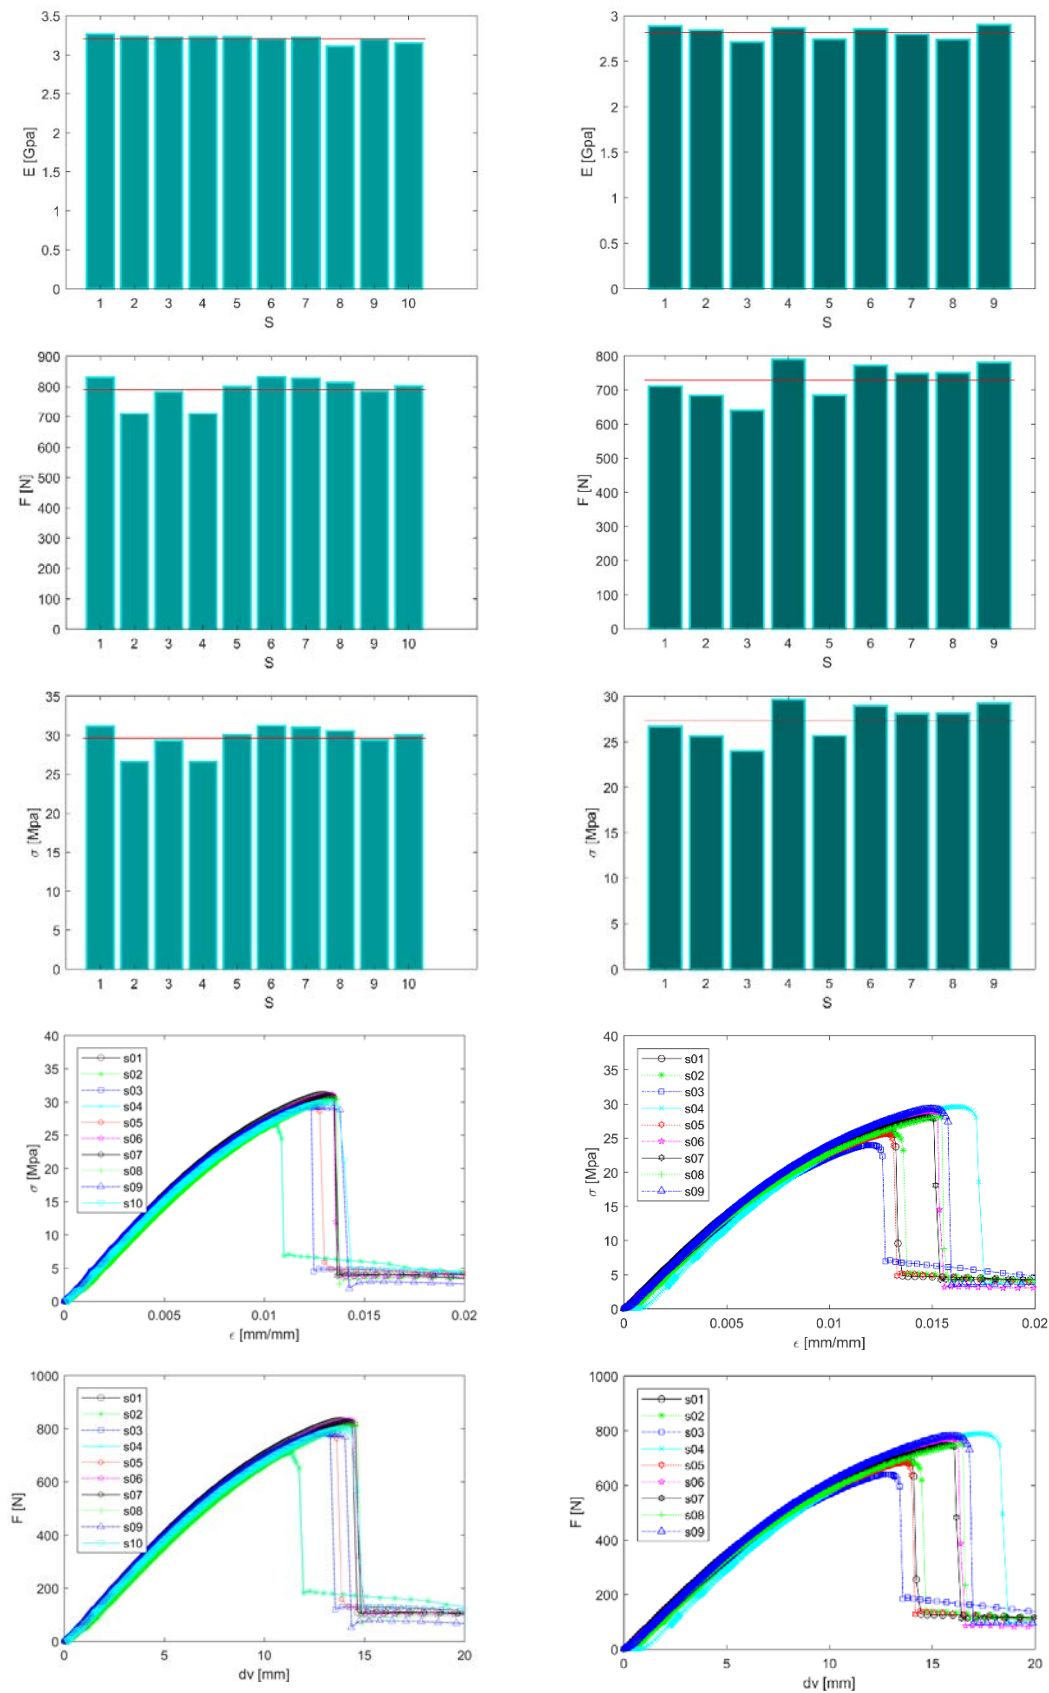 3.5
3
2.5
2
1.5
1
0.5
0
E [Gpa]
1 2 3 4 5 6 7 8 9 10
S
3
2.5
2
1.5
1
0.5
0
E [Gpa]
1 2 3 4 5 6 7 8 9
S
900
800
700
600
500
400
300
200
100
0
F [N]
1 2 3 4 5 6 7 8 9 10
S
800
700
600
500
400
300
200
100
0
F [N]
1 2 3 4 5 6 7 8 9
S
35
30
25
20
15
10
5
0
σ [Mpa]
1 2 3 4 5 6 7 8 9 10
S
30
25
20
15
10
5
0
σ [Mpa]
1 2 3 4 5 6 7 8 9
S
40
35
30
25
20
15
10
5
0
σ [Mpa]
s01
s02
s03
s04
s05
s06
s07
s08
s09
s10
0 0.005 0.01 0.015 0.02
ϵ [mm/mm]
40
35
30
25
20
15
10
5
0
σ [Mpa]
s01
s02
s03
s04
s05
s06
s07
s08
s09
0 0.005 0.01 0.015 0.02
ϵ [mm/mm]
1000
800
600
400
200
0
F [N]
s01
s02
s03
s04
s05
s06
s07
s08
s09
s10
0 5 10 15 20
dv [mm]
1000
800
600
400
200
0
F [N]
s01
s02
s03
s04
s05
s06
s07
s08
s09
0 5 10 15 20
dv [mm]